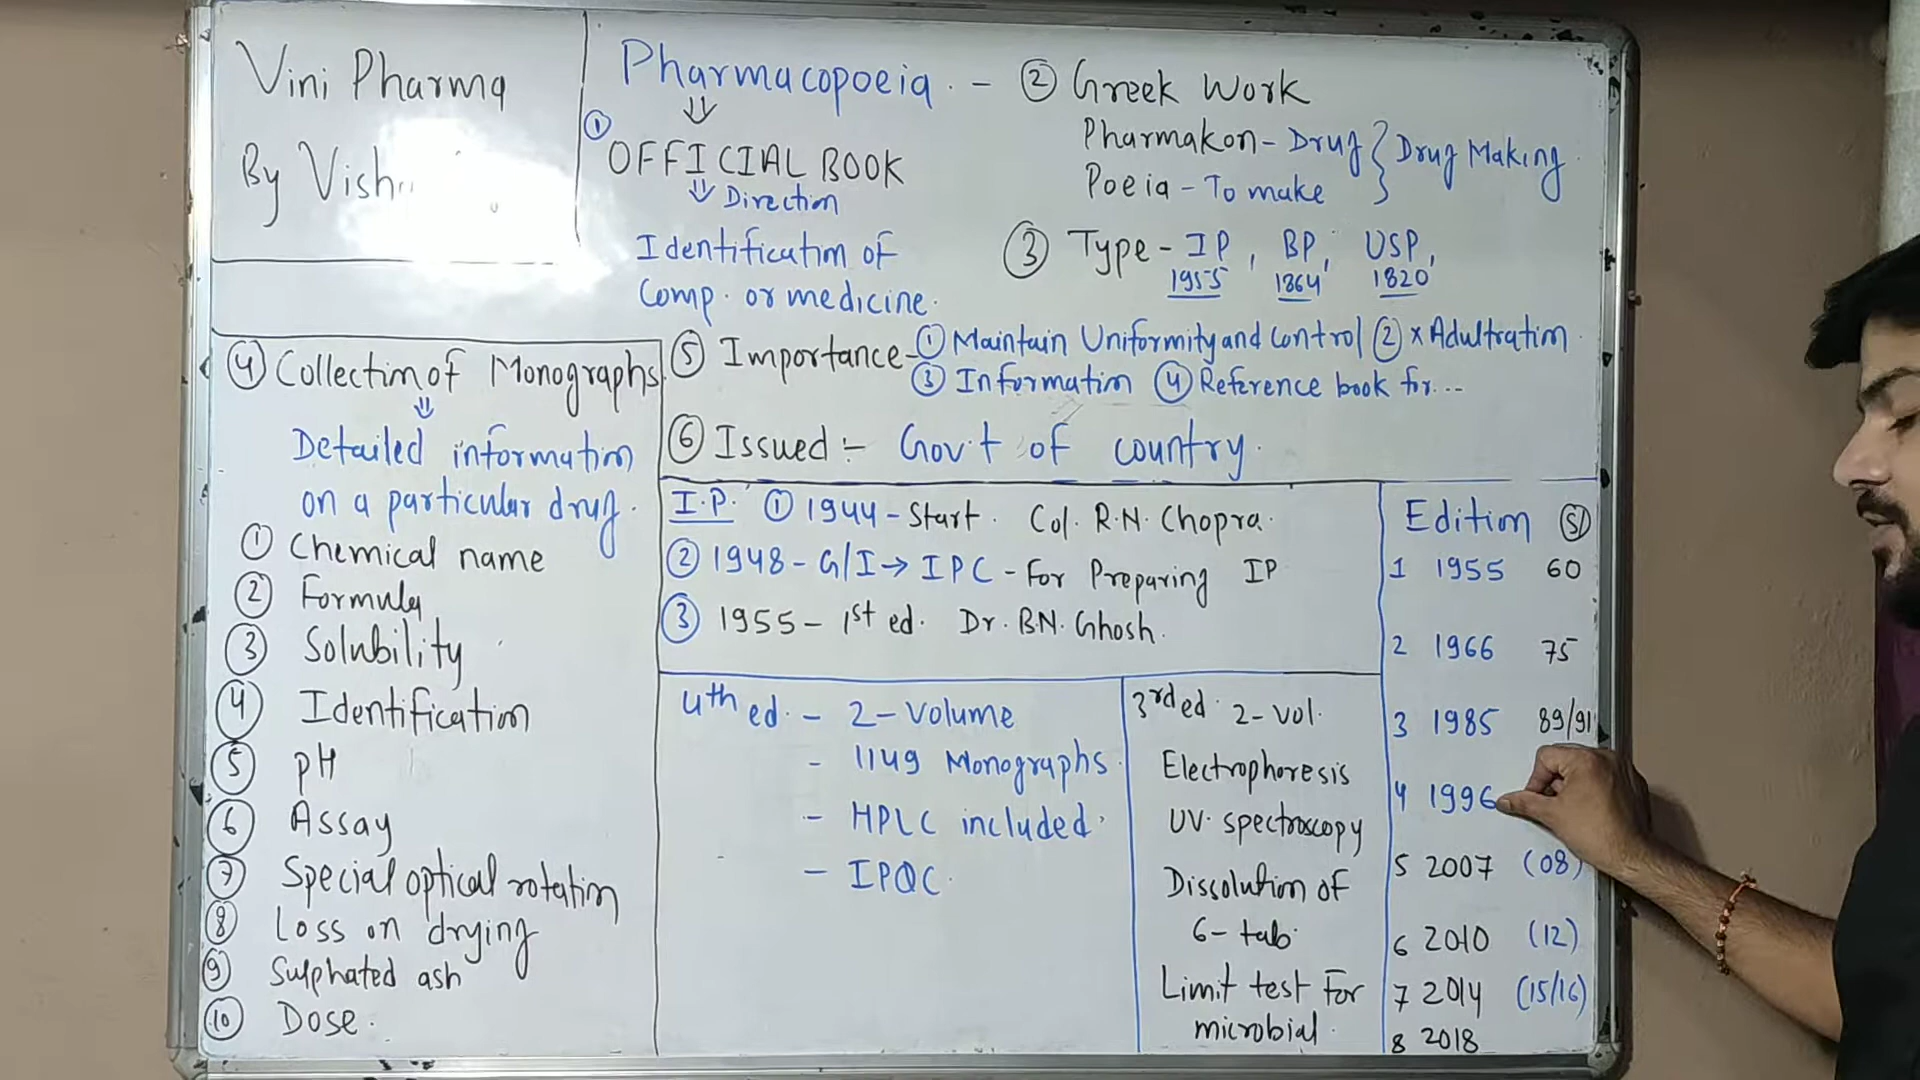 Vini Pharma
By Vish
Pharmacopoeia. - ② Greek Work
⇓
① OFFICIAL BOOK
⇓ Direction
Identification of
Comp. or medicine.
Pharmakon - Drug } Drug Making
Poeia - To make
③ Type - IP, BP, USP,
1955 1864 1820
④ Collection of Monographs
⇓
Detailed information
on a particular drug.
① Chemical name
② Formula
③ Solubility
④ Identification
⑤ pH
⑥ Assay
⑦ Special optical rotation
⑧ Loss on drying
⑨ Sulphated ash
⑩ Dose.
⑤ Importance - ① Maintain Uniformity and Control ② × Adultration
③ Information ④ Reference book for...
⑥ Issued :- Gov't of country.
I.P. ① 1944 - Start. Col. R.N. Chopra.
② 1948 - G/I → IPC - For Preparing IP
③ 1955 - 1st ed. Dr. B.N. Ghosh.
4th ed. - 2-Volume
- 1149 Monographs
- HPLC included.
- IPQC.
3rd ed. 2-Vol.
Electrophoresis
UV. spectroscopy
Dissolution of
6-tab.
Limit test For
microbial.
Edition Ⓢ
1 1955 60
2 1966 75
3 1985 89/91
4 1996
5 2007 (08)
6 2010 (12)
7 2014 (15/16)
8 2018